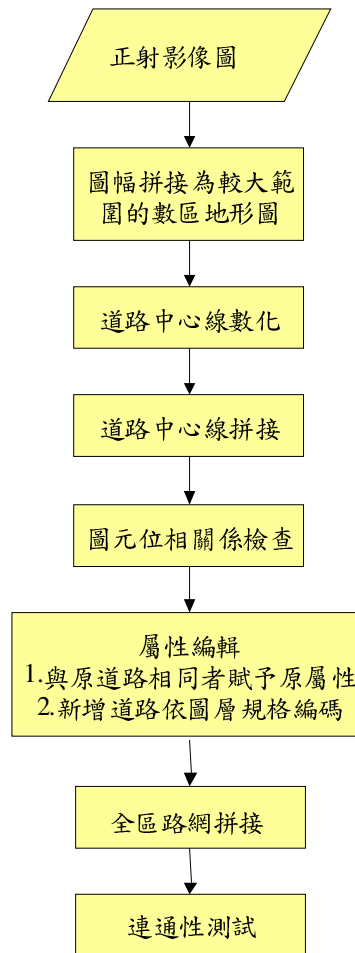 正射影像圖
圖幅拼接為較大範
圍的數區地形圖
道路中心線數化
道路中心線拼接
圖元位相關係檢查
屬性編輯
1.與原道路相同者賦予原屬性
2.新增道路依圖層規格編碼
全區路網拼接
連通性測試